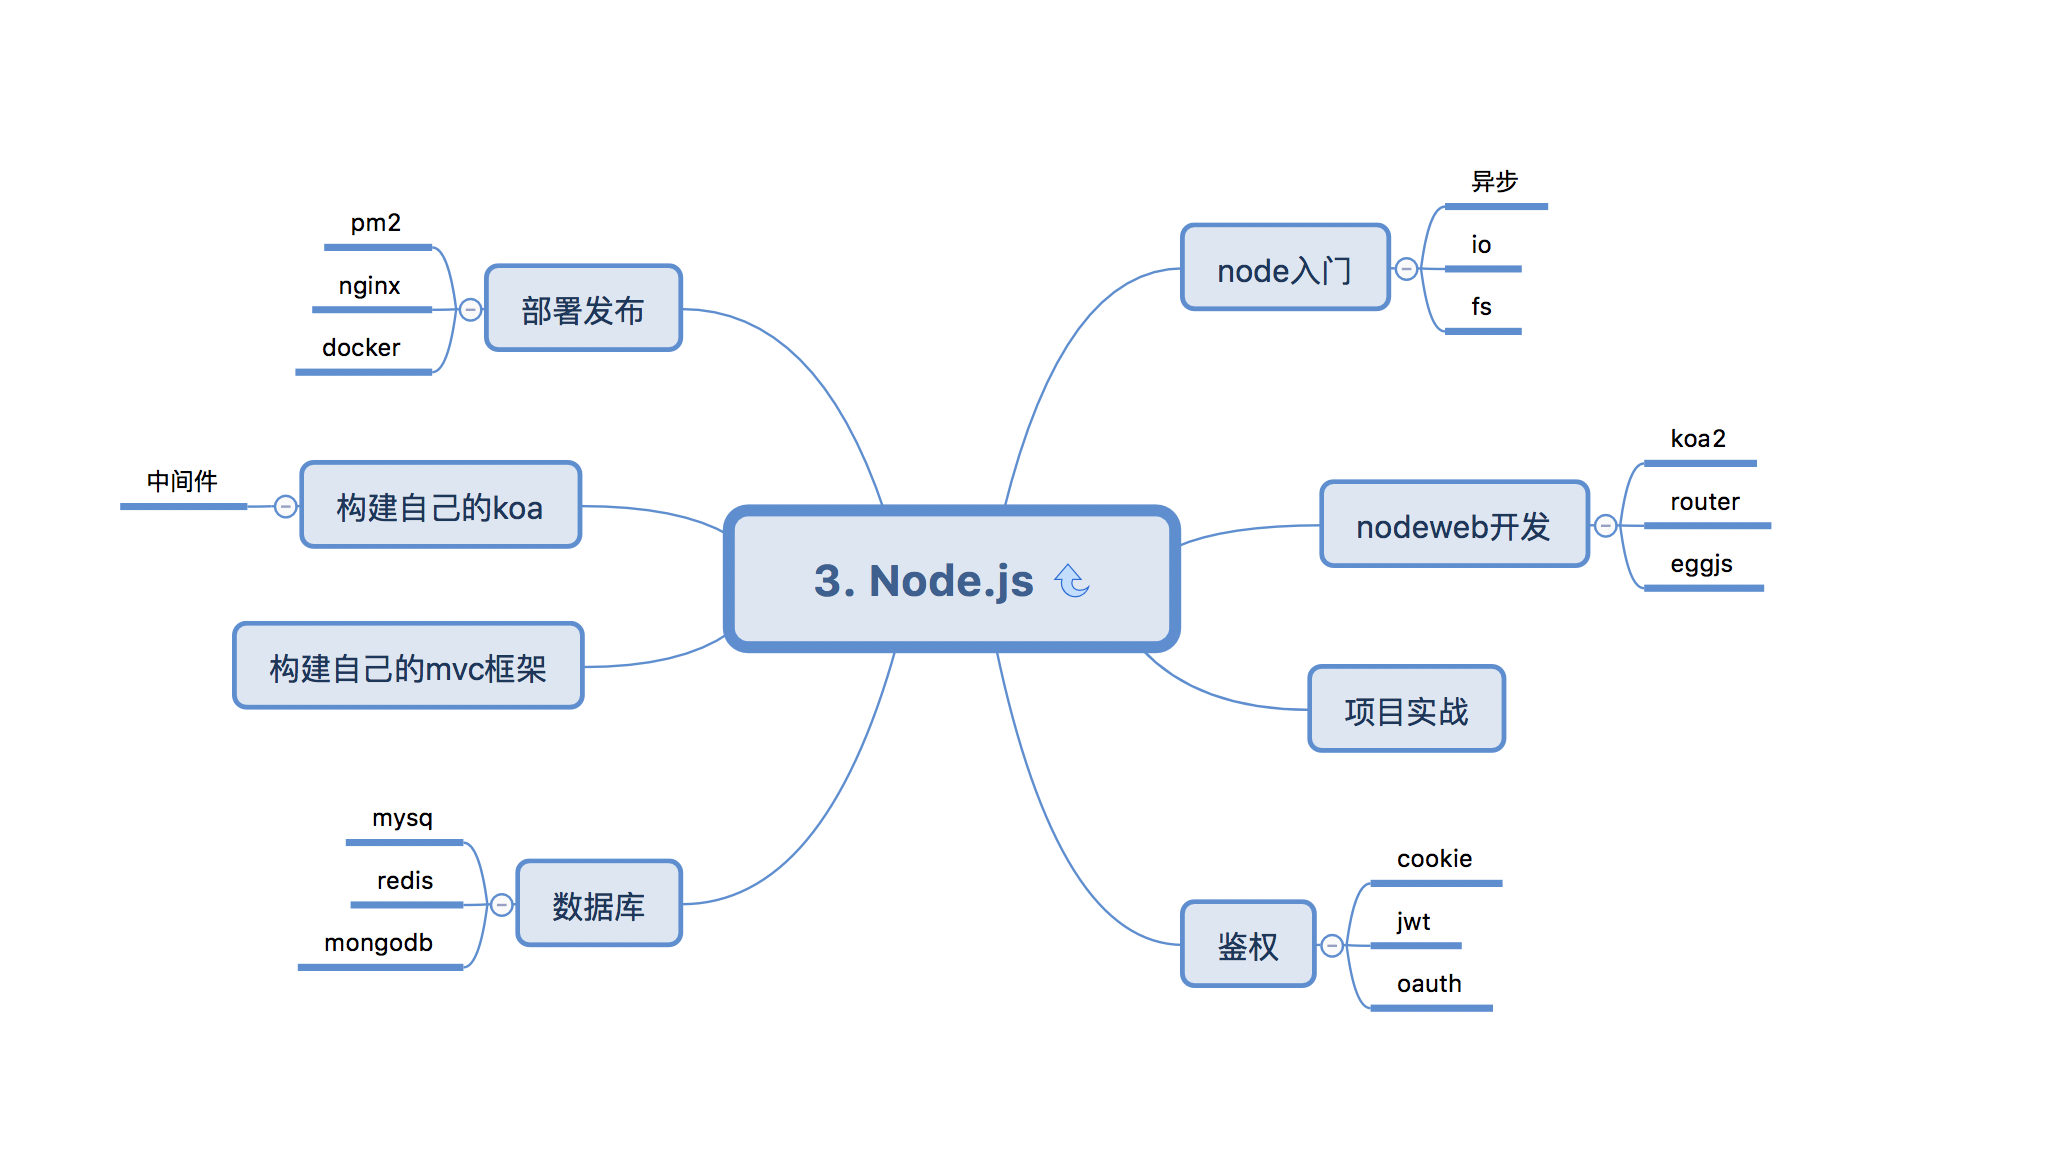 3. Node.js
node入门
异步
io
fs
nodeweb开发
koa2
router
eggjs
项目实战
鉴权
cookie
jwt
oauth
部署发布
pm2
nginx
docker
构建自己的koa
中间件
构建自己的mvc框架
数据库
mysq
redis
mongodb